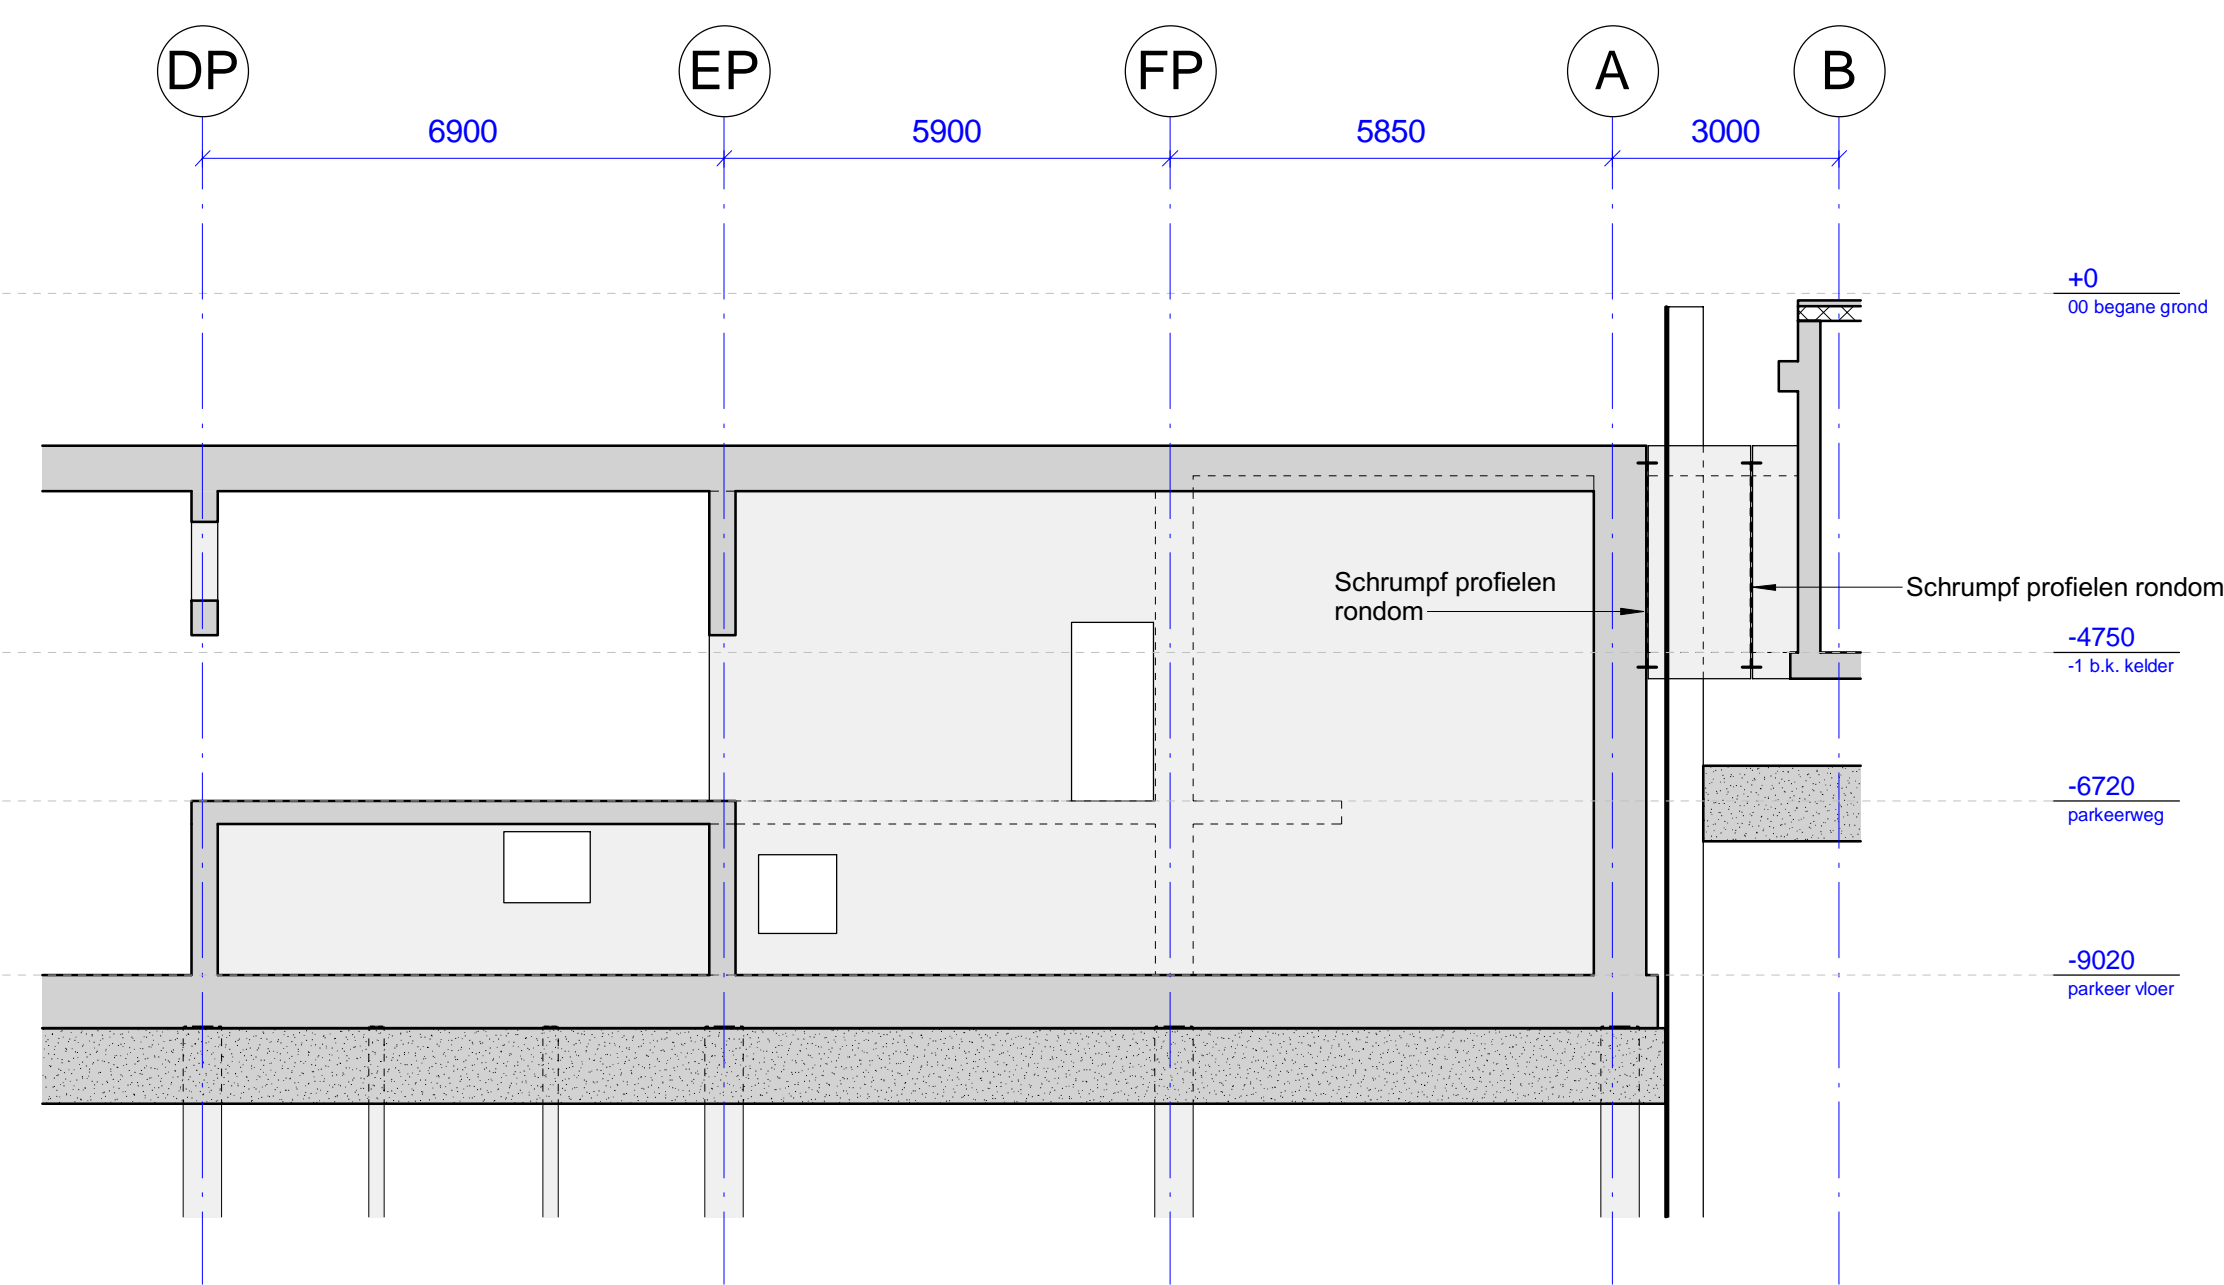 DP EP FP A B
6900 5900 5850 3000
+0
00 begane grond
Schrumpf profielen
rondom
Schrumpf profielen rondom
-4750
-1 b.k. kelder
-6720
parkeerweg
-9020
parkeer vloer